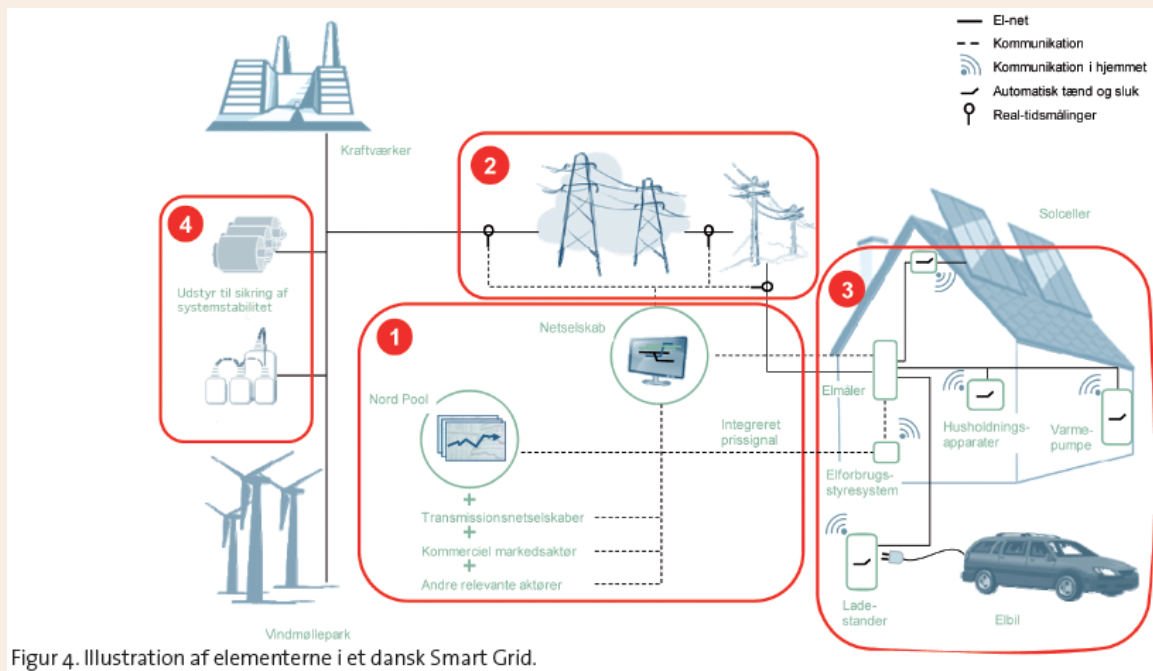 El-net
Kommunikation
Kommunikation i hjemmet
Automatisk tænd og sluk
Real-tidsmålinger
Kraftværker
2
4
Solceller
Udstyr til sikring af
systemstabilitet
3
1
Netselskab
Elmåler
Nord Pool
Integreret
prissignal
Husholdnings-
apparater
Varme-
pumpe
Elforbrugs-
styresystem
+
Transmissionsnetselskaber
+
Kommerciel markedsaktør
+
Andre relevante aktører
Lade-
stander
Elbil
Vindmøllepark
Figur 4. Illustration af elementerne i et dansk Smart Grid.